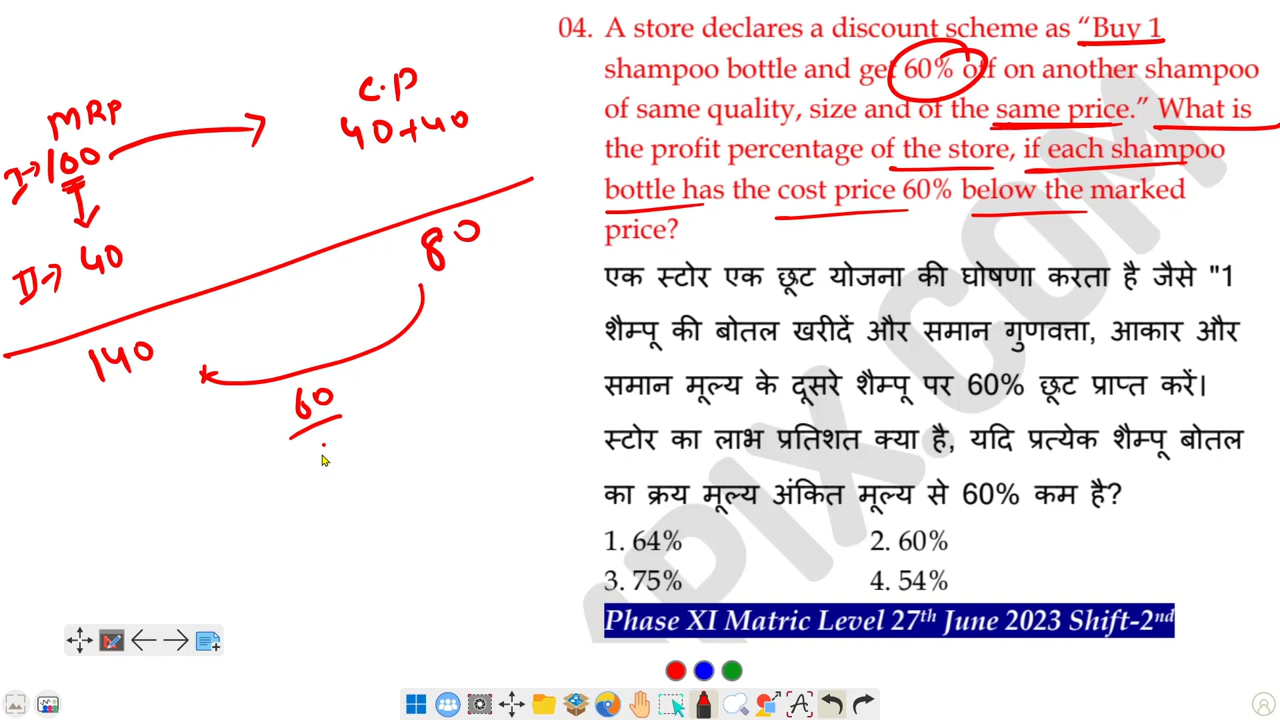 04. A store declares a discount scheme as “Buy 1
shampoo bottle and get 60% off on another shampoo
of same quality, size and of the same price.” What is
the profit percentage of the store, if each shampoo
bottle has the cost price 60% below the marked
price?
एक स्टोर एक छूट योजना की घोषणा करता है जैसे "1
शैम्पू की बोतल खरीदें और समान गुणवत्ता, आकार और
समान मूल्य के दूसरे शैम्पू पर 60% छूट प्राप्त करें।
स्टोर का लाभ प्रतिशत क्या है, यदि प्रत्येक शैम्पू बोतल
का क्रय मूल्य अंकित मूल्य से 60% कम है?
1. 64% 2. 60%
3. 75% 4. 54%
Phase XI Matric Level 27th June 2023 Shift-2nd
MRP
C.P
I→100
40+40
II→ 40
80
140
60